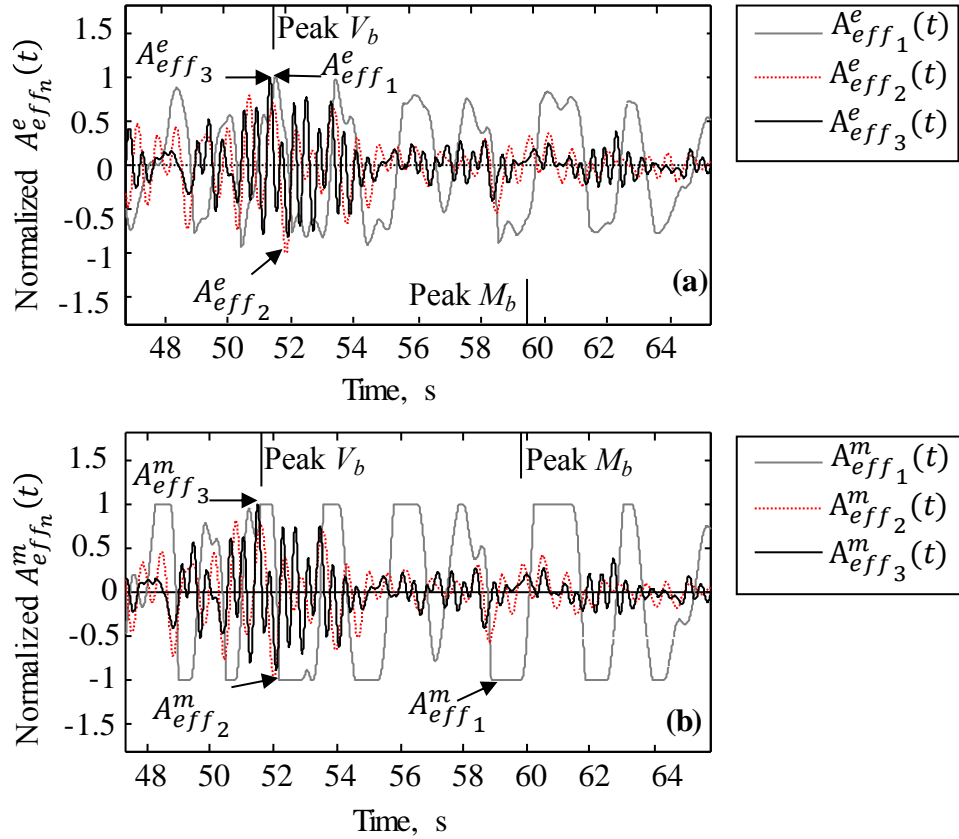 Normalized A^e_{eff_n}(t)
1.5
1
0.5
0
-0.5
-1
-1.5
Peak V_b
A^e_{eff_3}
A^e_{eff_1}
A^e_{eff_2}
Peak M_b
(a)
48 50 52 54 56 58 60 62 64
Time, s
A^e_{eff_1}(t)
A^e_{eff_2}(t)
A^e_{eff_3}(t)
Normalized A^m_{eff_n}(t)
1.5
1
0.5
0
-0.5
-1
-1.5
Peak V_b
Peak M_b
A^m_{eff_3}
A^m_{eff_2}
A^m_{eff_1}
(b)
48 50 52 54 56 58 60 62 64
Time, s
A^m_{eff_1}(t)
A^m_{eff_2}(t)
A^m_{eff_3}(t)